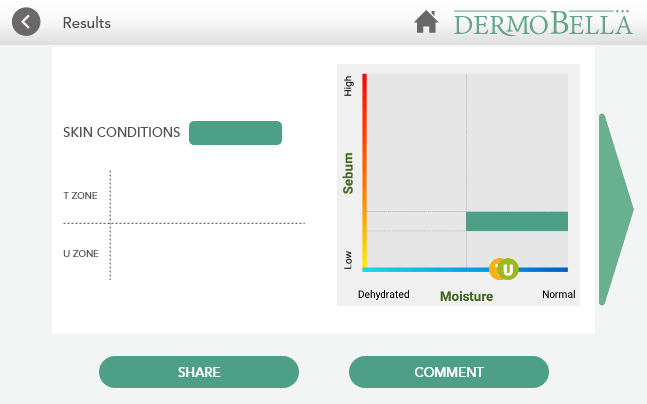 Results
DERMOBELLA
SKIN CONDITIONS
T ZONE
U ZONE
High
Sebum
Low
U
Dehydrated
Moisture
Normal
SHARE
COMMENT